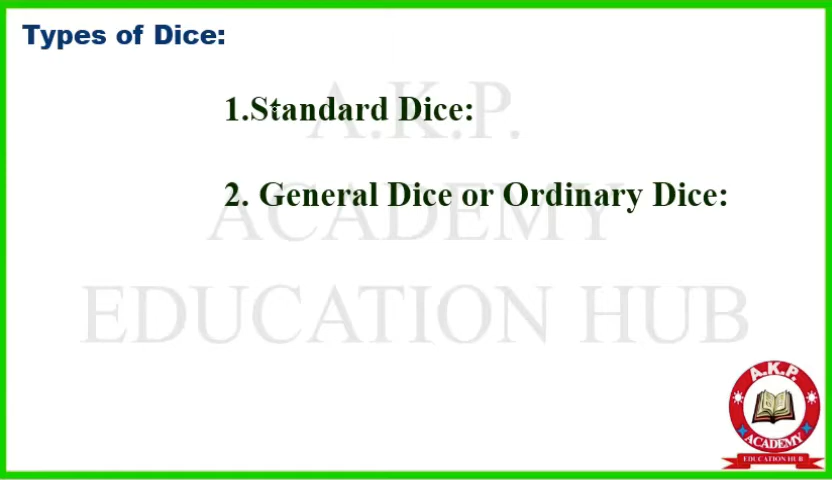 Types of Dice:
1.Standard Dice:
2. General Dice or Ordinary Dice:
A.K.P.
ACADEMY
EDUCATION HUB
A.K.P.
ACADEMY
EDUCATION HUB